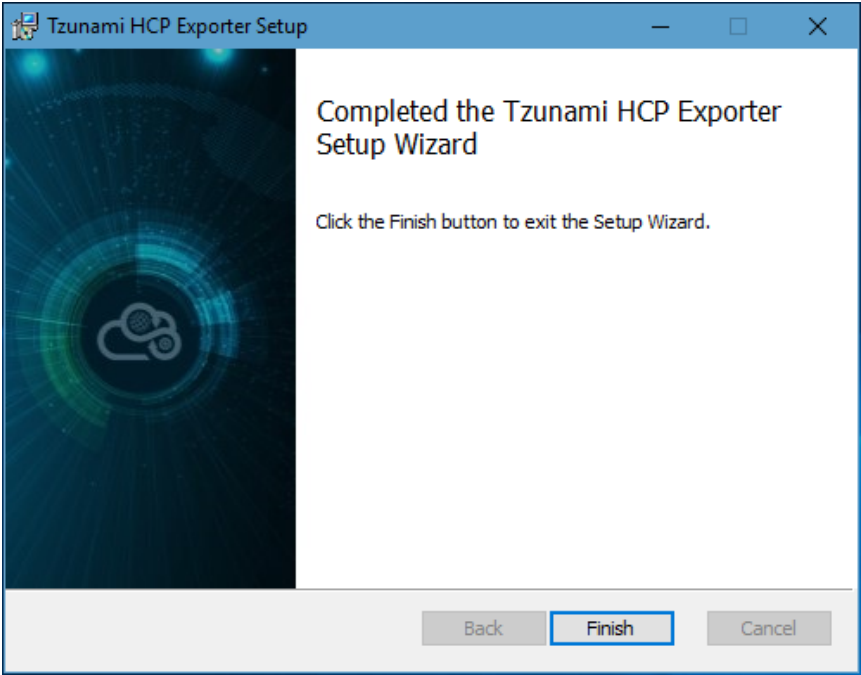 Tzunami HCP Exporter Setup
Completed the Tzunami HCP Exporter
Setup Wizard
Click the Finish button to exit the Setup Wizard.
Back
Finish
Cancel